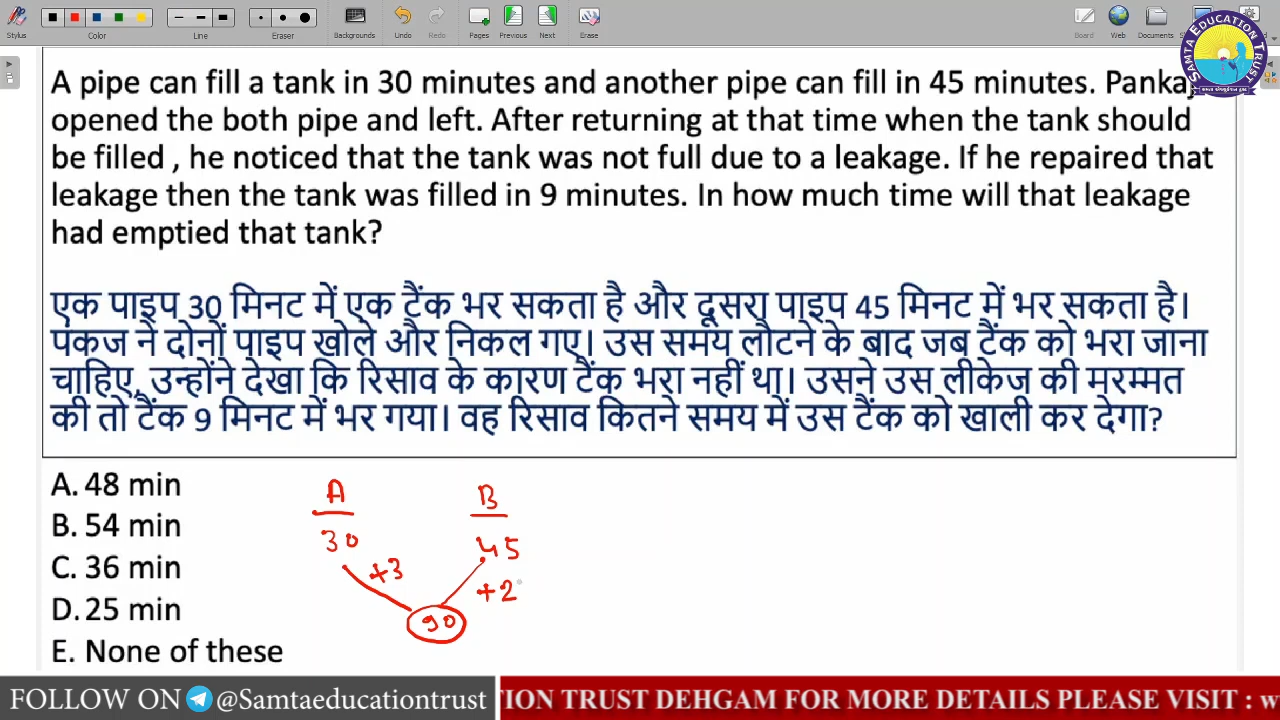 Stylus
Color
Line
Eraser
Backgrounds
Undo
Redo
Pages
Previous
Next
Erase
Board
Web
Documents
SAMTA EDUCATION TRUST
A pipe can fill a tank in 30 minutes and another pipe can fill in 45 minutes. Pankaj
opened the both pipe and left. After returning at that time when the tank should
be filled , he noticed that the tank was not full due to a leakage. If he repaired that
leakage then the tank was filled in 9 minutes. In how much time will that leakage
had emptied that tank?
एक पाइप 30 मिनट में एक टैंक भर सकता है और दूसरा पाइप 45 मिनट में भर सकता है।
पंकज ने दोनों पाइप खोले और निकल गए। उस समय लौटने के बाद जब टैंक को भरा जाना
चाहिए, उन्होंने देखा कि रिसाव के कारण टैंक भरा नहीं था। उसने उस लीकेज की मरम्मत
की तो टैंक 9 मिनट में भर गया। वह रिसाव कितने समय में उस टैंक को खाली कर देगा?
A. 48 min
B. 54 min
C. 36 min
D. 25 min
E. None of these
A B
30 45
+3 +2
90
FOLLOW ON @Samtaeducationtrust
TION TRUST DEHGAM FOR MORE DETAILS PLEASE VISIT : w